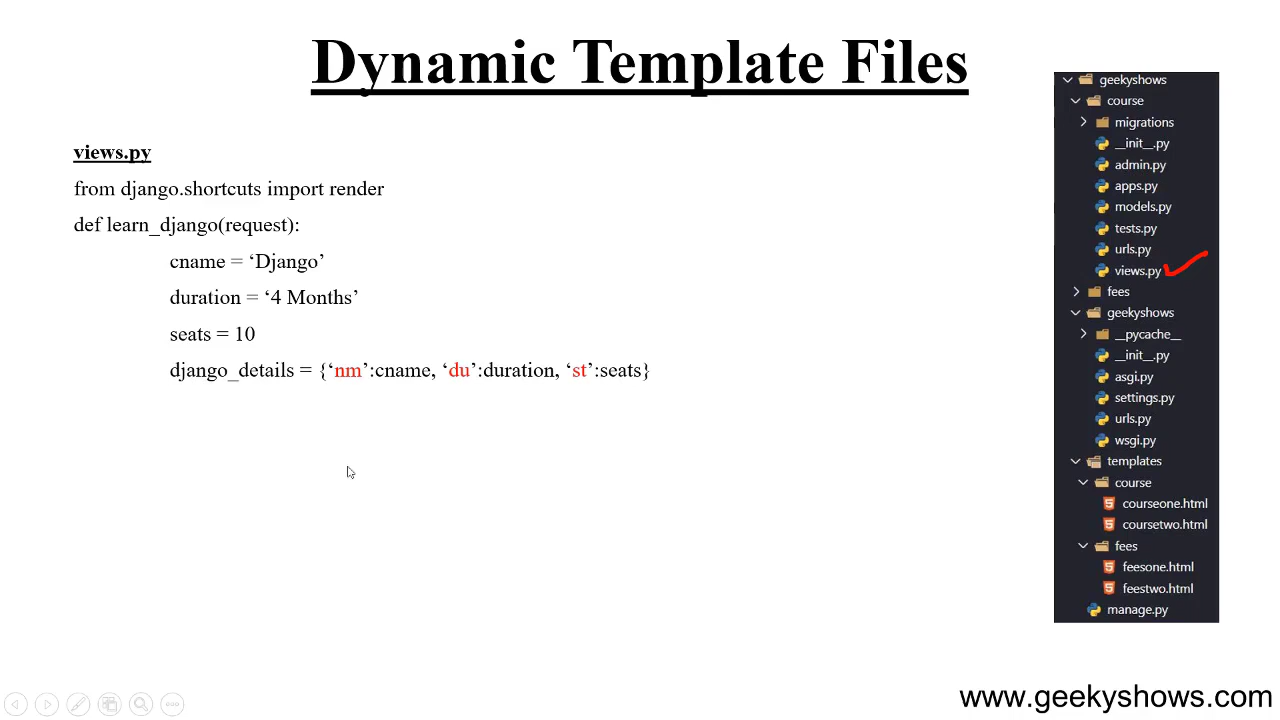 Dynamic Template Files
views.py
from django.shortcuts import render
def learn_django(request):
cname = ‘Django’
duration = ‘4 Months’
seats = 10
django_details = {‘nm’:cname, ‘du’:duration, ‘st’:seats}
geekyshows
course
migrations
__init__.py
admin.py
apps.py
models.py
tests.py
urls.py
views.py
fees
geekyshows
__pycache__
__init__.py
asgi.py
settings.py
urls.py
wsgi.py
templates
course
courseone.html
coursetwo.html
fees
feesone.html
feestwo.html
manage.py
www.geekyshows.com